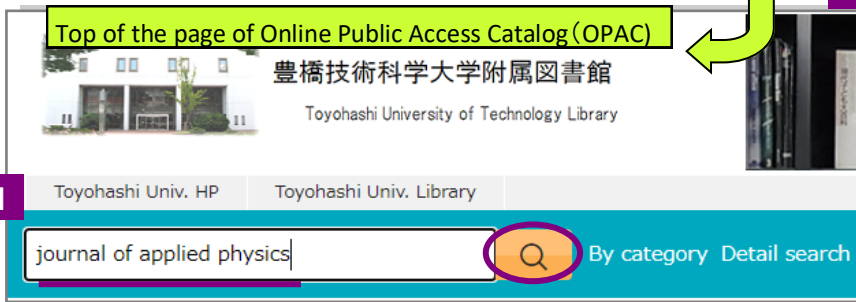 Top of the page of Online Public Access Catalog（OPAC)
豊橋技術科学大学附属図書館
Toyohashi University of Technology Library
Toyohashi Univ. HP Toyohashi Univ. Library
journal of applied physics By category Detail search